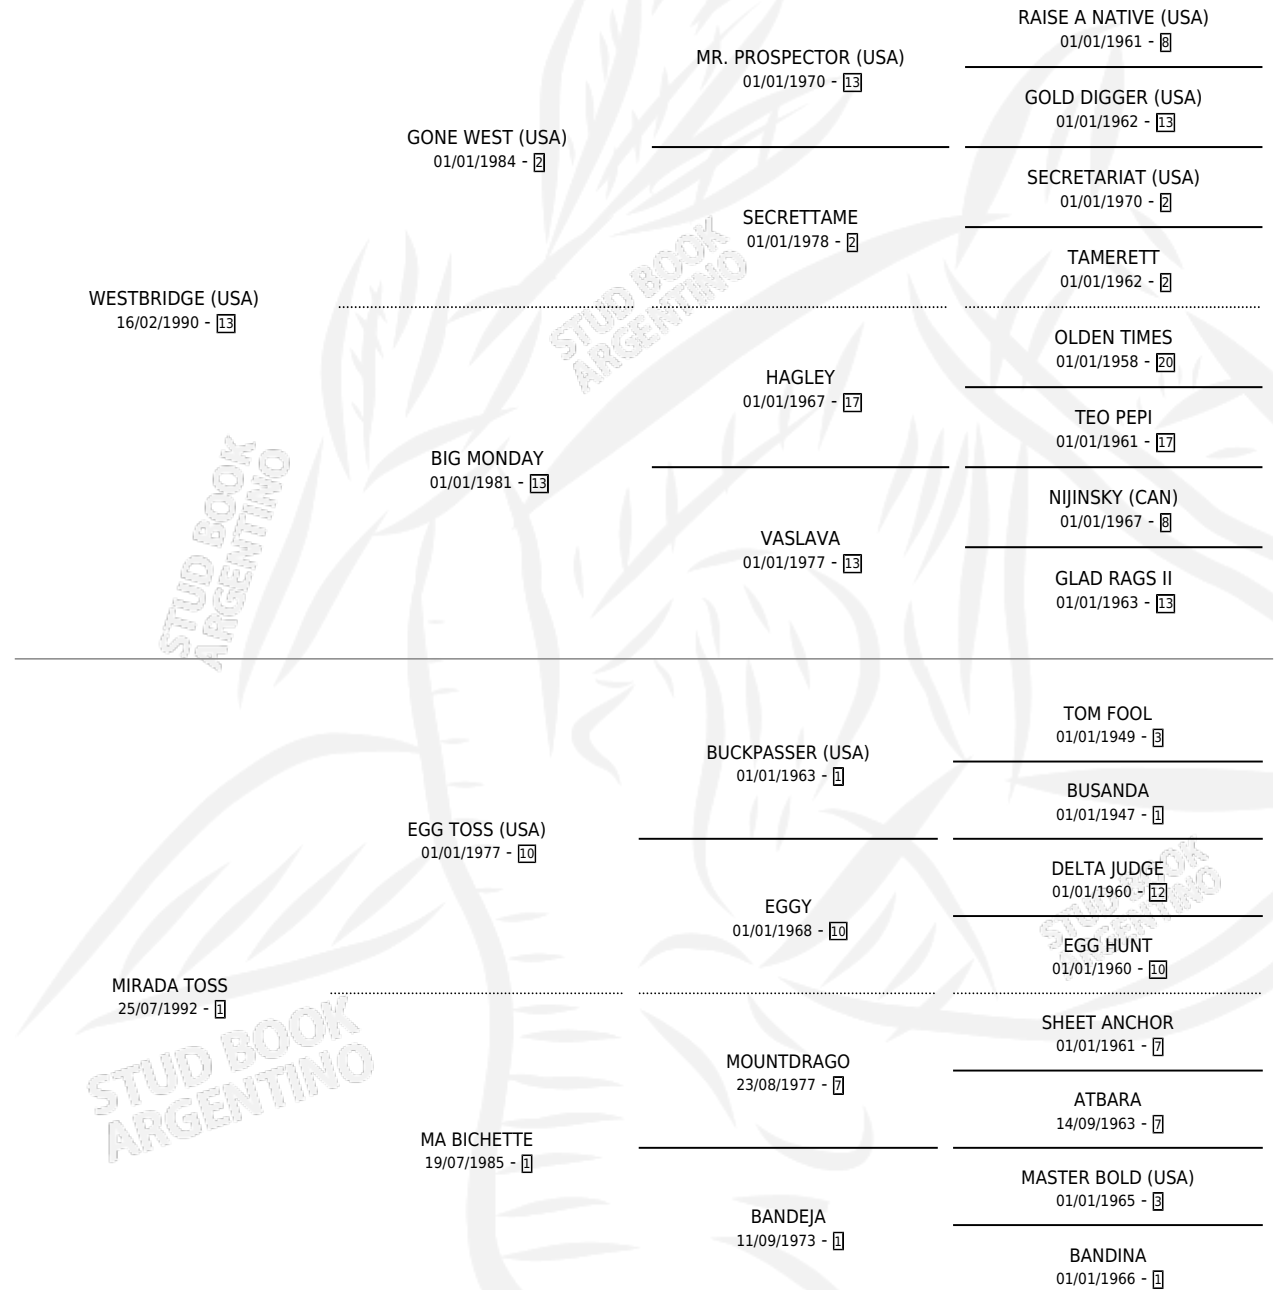 RAISE A NATIVE (USA)
01/01/1961 - 8
MR. PROSPECTOR (USA)
01/01/1970 - 13
GOLD DIGGER (USA)
01/01/1962 - 13
GONE WEST (USA)
01/01/1984 - 2
SECRETARIAT (USA)
01/01/1970 - 2
SECRETTAME
01/01/1978 - 2
TAMERETT
01/01/1962 - 2
WESTBRIDGE (USA)
16/02/1990 - 13
OLDEN TIMES
01/01/1958 - 20
HAGLEY
01/01/1967 - 17
TEO PEPI
01/01/1961 - 17
BIG MONDAY
01/01/1981 - 13
NIJINSKY (CAN)
01/01/1967 - 8
VASLAVA
01/01/1977 - 13
GLAD RAGS II
01/01/1963 - 13
TOM FOOL
01/01/1949 - 3
BUCKPASSER (USA)
01/01/1963 - 1
BUSANDA
01/01/1947 - 1
EGG TOSS (USA)
01/01/1977 - 10
DELTA JUDGE
01/01/1960 - 12
EGGY
01/01/1968 - 10
EGG HUNT
01/01/1960 - 10
MIRADA TOSS
25/07/1992 - 1
SHEET ANCHOR
01/01/1961 - 7
MOUNTDRAGO
23/08/1977 - 7
ATBARA
14/09/1963 - 7
MA BICHETTE
19/07/1985 - 1
MASTER BOLD (USA)
01/01/1965 - 3
BANDEJA
11/09/1973 - 1
BANDINA
01/01/1966 - 1
STUD BOOK
ARGENTINO
STUD BOOK
ARGENTINO
STUD BOOK
ARGENTINO
STUD BOOK
ARGENTINO